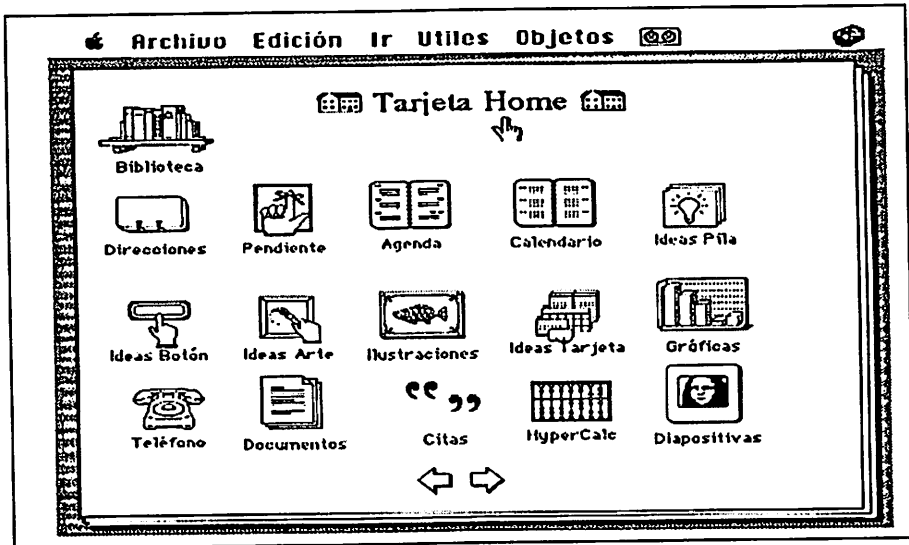 Archivo Edición Ir Utiles Objetos
Tarjeta Home
Biblioteca
Direcciones Pendiente Agenda Calendario Ideas Pila
Ideas Botón Ideas Arte Ilustraciones Ideas Tarjeta Gráficas
Teléfono Documentos Citas HyperCalc Diapositivas